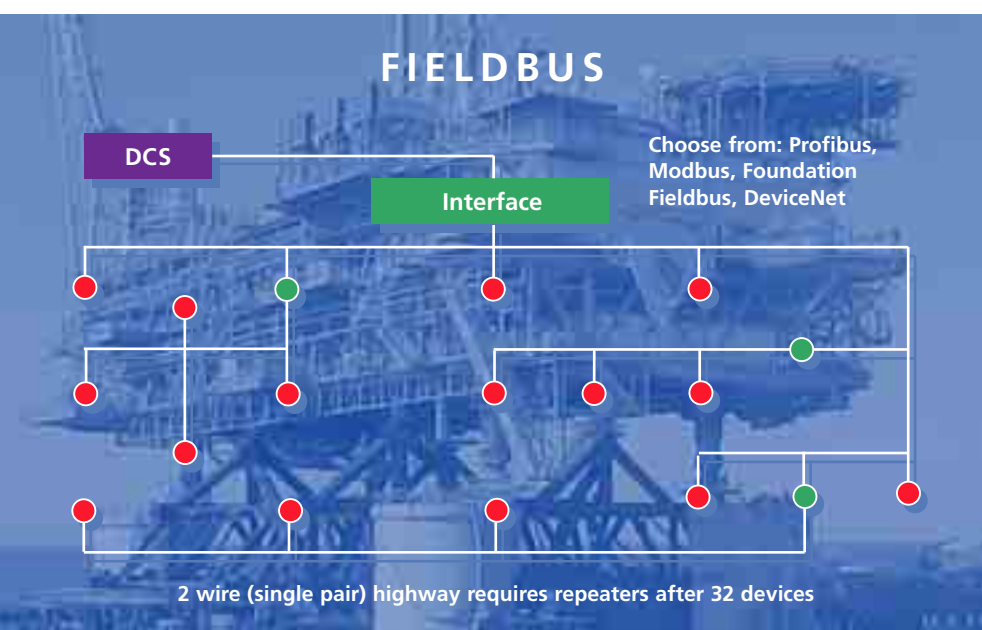 FIELDBUS
DCS
Interface
Choose from: Profibus,
Modbus, Foundation
Fieldbus, DeviceNet
2 wire (single pair) highway requires repeaters after 32 devices